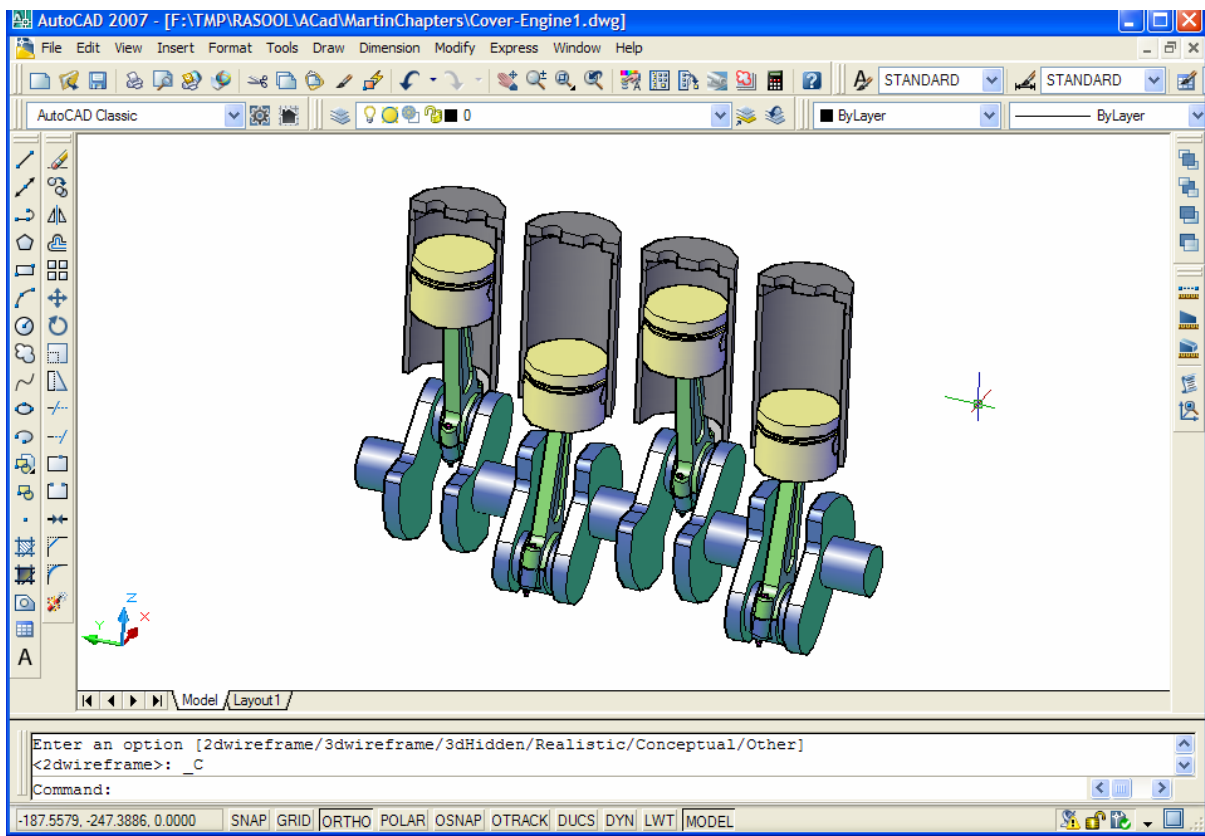 AutoCAD 2007 - [F:\TMP\RASOOL\ACad\MartinChapters\Cover-Engine1.dwg]
File Edit View Insert Format Tools Draw Dimension Modify Express Window Help
STANDARD STANDARD
AutoCAD Classic 0 ByLayer ByLayer
A
Z
X
Y
Model Layout1
Enter an option [2dwireframe/3dwireframe/3dHidden/Realistic/Conceptual/Other]
<2dwireframe>: _C
Command:
-187.5579, -247.3886, 0.0000 SNAP GRID ORTHO POLAR OSNAP OTRACK DUCS DYN LWT MODEL